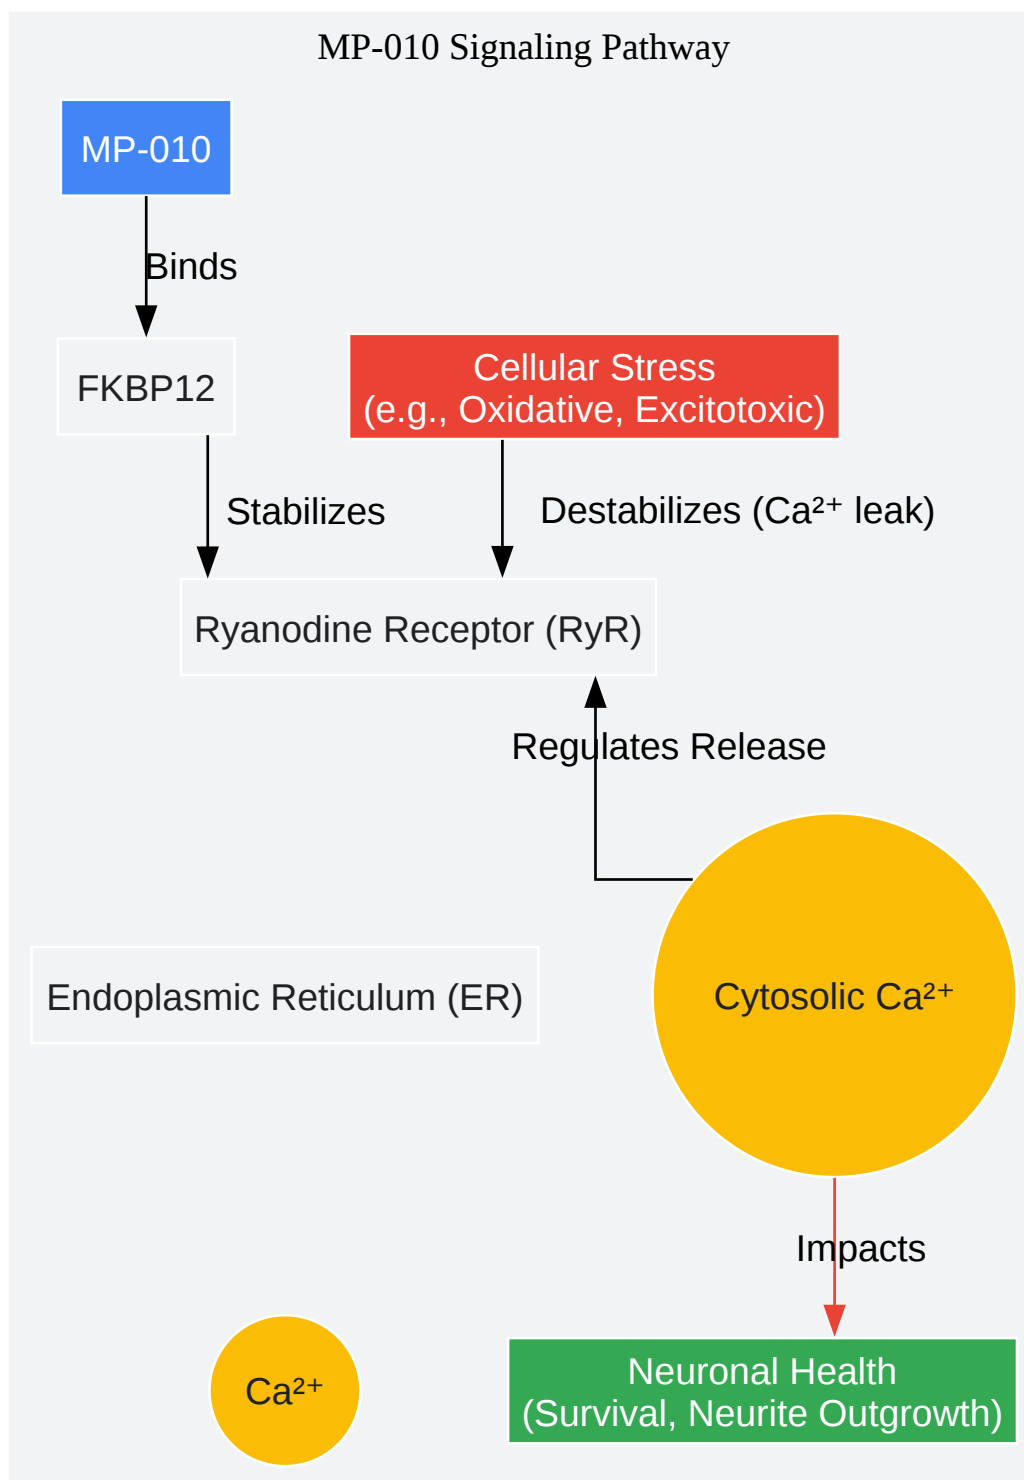 MP-010 Signaling Pathway
MP-010
Binds
FKBP12
Cellular Stress
(e.g., Oxidative, Excitotoxic)
Stabilizes
Destabilizes (Ca²⁺ leak)
Ryanodine Receptor (RyR)
Regulates Release
Endoplasmic Reticulum (ER)
Cytosolic Ca²⁺
Impacts
Ca²⁺
Neuronal Health
(Survival, Neurite Outgrowth)